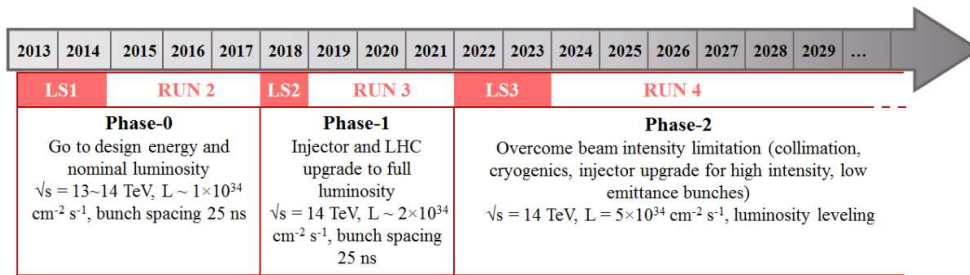 2013 2014 2015 2016 2017 2018 2019 2020 2021 2022 2023 2024 2025 2026 2027 2028 2029 ...
LS1 RUN 2 LS2 RUN 3 LS3 RUN 4
Phase-0
Go to design energy and
nominal luminosity
√s = 13~14 TeV, L ~ 1×10³⁴
cm⁻² s⁻¹, bunch spacing 25 ns
Phase-1
Injector and LHC
upgrade to full
luminosity
√s = 14 TeV, L ~ 2×10³⁴
cm⁻² s⁻¹, bunch spacing
25 ns
Phase-2
Overcome beam intensity limitation (collimation,
cryogenics, injector upgrade for high intensity, low
emittance bunches)
√s = 14 TeV, L = 5×10³⁴ cm⁻² s⁻¹, luminosity leveling